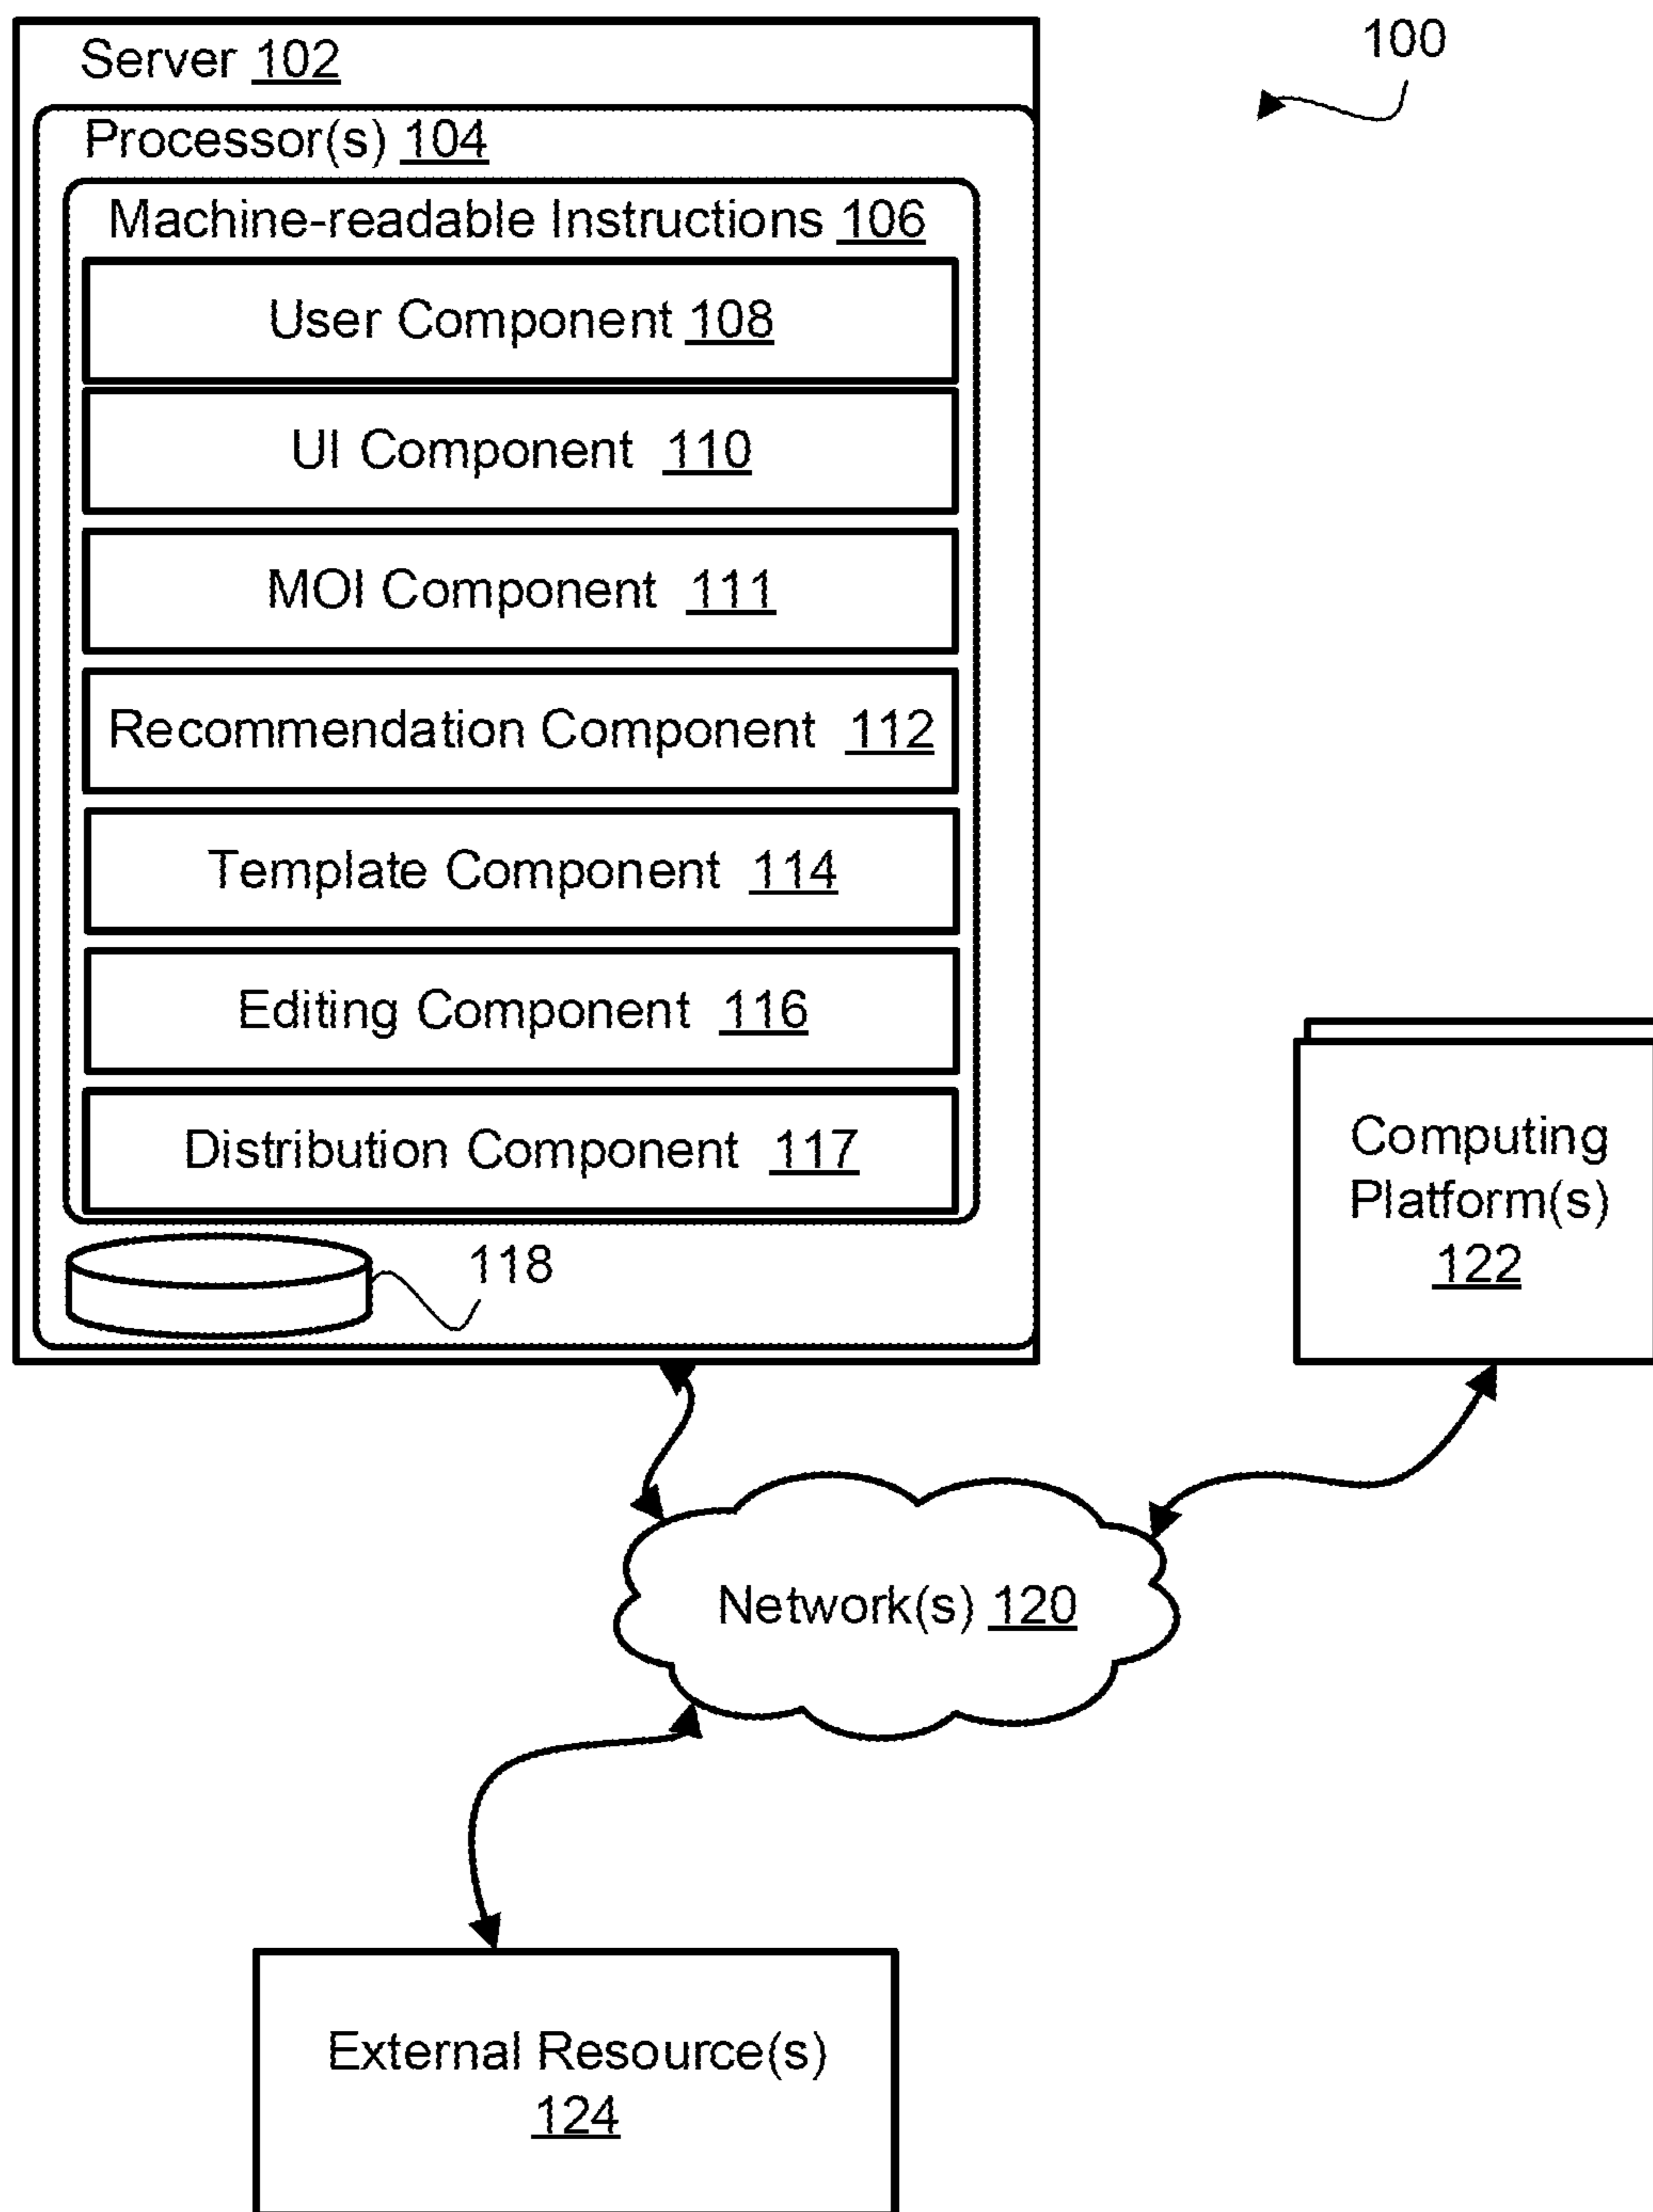 Server 102
100
Processor(s) 104
Machine-readable Instructions 106
User Component 108
UI Component 110
MOI Component 111
Recommendation Component 112
Template Component 114
Editing Component 116
Distribution Component 117
118
Computing
Platform(s)
122
Network(s) 120
External Resource(s)
124